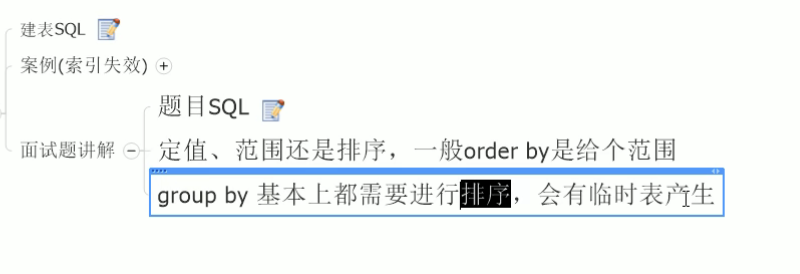 建表SQL
案例(索引失效)
面试题讲解
题目SQL
定值、范围还是排序，一般order by是给个范围
group by 基本上都需要进行排序，会有临时表产生